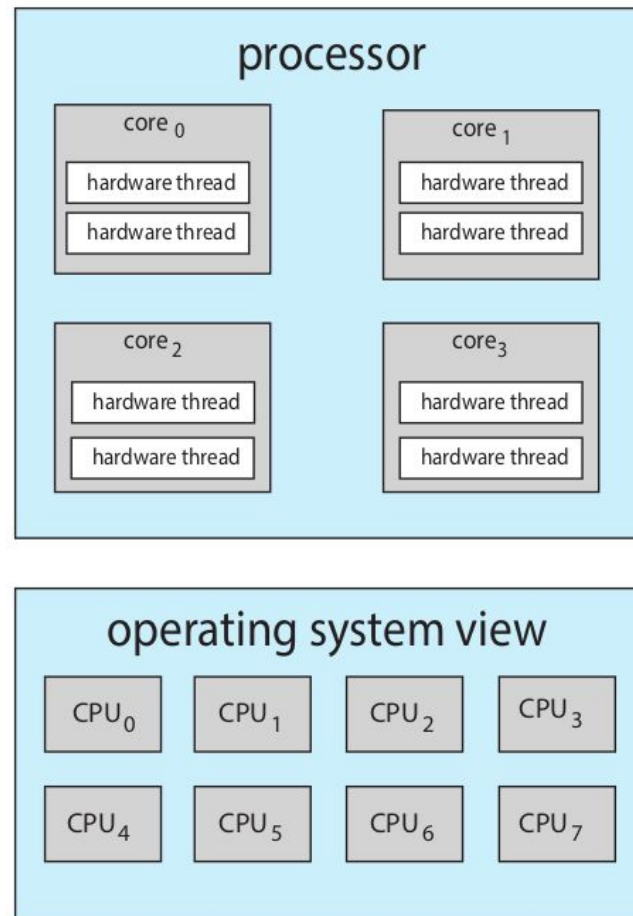 processor
core 0
core 1
hardware thread
hardware thread
hardware thread
hardware thread
core 2
core3
hardware thread
hardware thread
hardware thread
hardware thread
operating system view
CPU0
CPU1
CPU2
CPU3
CPU4
CPU5
CPU6
CPU7